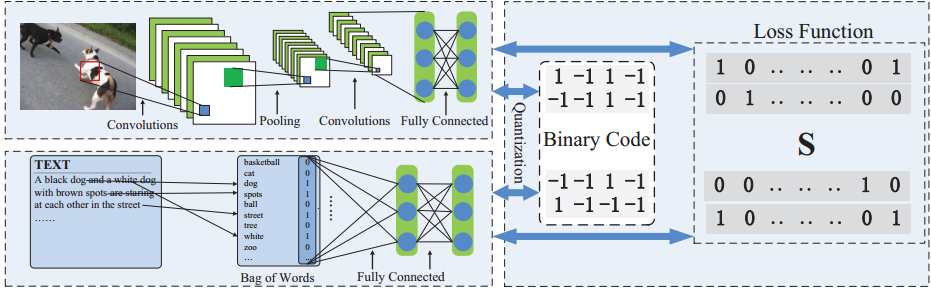 Convolutions
Pooling
Convolutions
Fully Connected
TEXT
A black dog and a white dog
with brown spots are staring
at each other in the street
......
basketball 0
cat 0
dog 1
spots 1
ball 0
street 1
tree 0
white 1
zoo 0
... ...
......
Bag of Words
Fully Connected
Quantization
1 -1 1 -1
-1 -1 1 -1
Binary Code
-1 -1 1 -1
1 -1 -1 -1
Loss Function
1 0 .. .. .. 0 1
0 1 .. .. .. 0 0
S
0 0 .. .. .. 1 0
1 0 .. .. .. 0 1